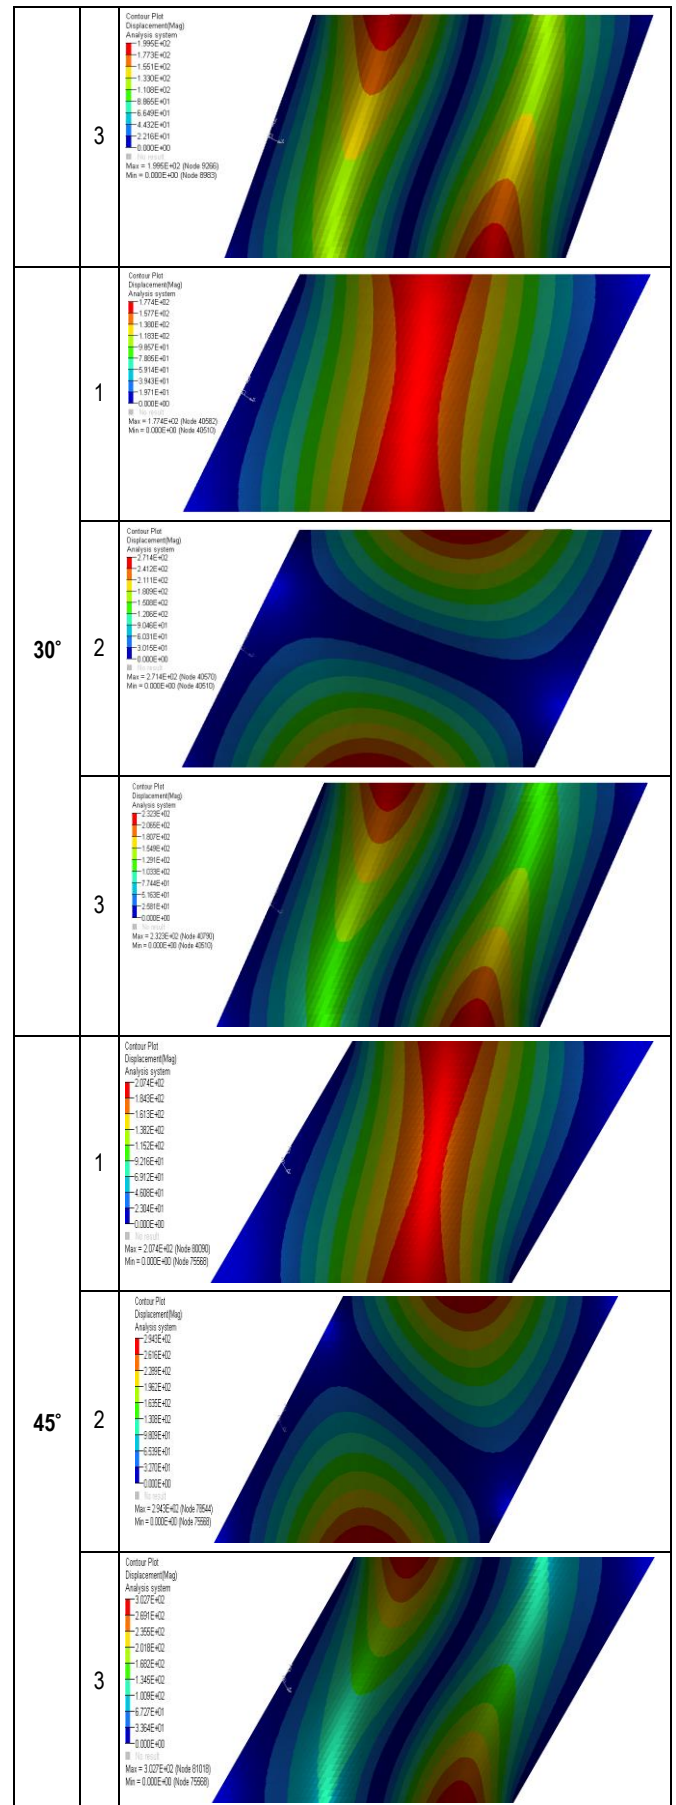 3
Contour Plot
Displacement(Mag)
Analysis system
1.995E+02
1.773E+02
1.551E+02
1.330E+02
1.108E+02
8.865E+01
6.649E+01
4.432E+01
2.216E+01
0.000E+00
No result
Max = 1.995E+02 (Node 9266)
Min = 0.000E+00 (Node 8983)
30°
1
Contour Plot
Displacement(Mag)
Analysis system
1.774E+02
1.577E+02
1.380E+02
1.183E+02
9.857E+01
7.885E+01
5.914E+01
3.943E+01
1.971E+01
0.000E+00
No result
Max = 1.774E+02 (Node 40582)
Min = 0.000E+00 (Node 40510)
2
Contour Plot
Displacement(Mag)
Analysis system
2.714E+02
2.412E+02
2.111E+02
1.809E+02
1.508E+02
1.206E+02
9.046E+01
6.031E+01
3.015E+01
0.000E+00
No result
Max = 2.714E+02 (Node 40570)
Min = 0.000E+00 (Node 40510)
3
Contour Plot
Displacement(Mag)
Analysis system
2.323E+02
2.065E+02
1.807E+02
1.549E+02
1.291E+02
1.033E+02
7.744E+01
5.163E+01
2.581E+01
0.000E+00
No result
Max = 2.323E+02 (Node 40790)
Min = 0.000E+00 (Node 40510)
45°
1
Contour Plot
Displacement(Mag)
Analysis system
2.074E+02
1.843E+02
1.613E+02
1.382E+02
1.152E+02
9.216E+01
6.912E+01
4.608E+01
2.304E+01
0.000E+00
No result
Max = 2.074E+02 (Node 80090)
Min = 0.000E+00 (Node 75568)
2
Contour Plot
Displacement(Mag)
Analysis system
2.943E+02
2.616E+02
2.289E+02
1.962E+02
1.635E+02
1.308E+02
9.809E+01
6.539E+01
3.270E+01
0.000E+00
No result
Max = 2.943E+02 (Node 78544)
Min = 0.000E+00 (Node 75568)
3
Contour Plot
Displacement(Mag)
Analysis system
3.027E+02
2.691E+02
2.355E+02
2.018E+02
1.682E+02
1.345E+02
1.009E+02
6.727E+01
3.364E+01
0.000E+00
No result
Max = 3.027E+02 (Node 81018)
Min = 0.000E+00 (Node 75568)